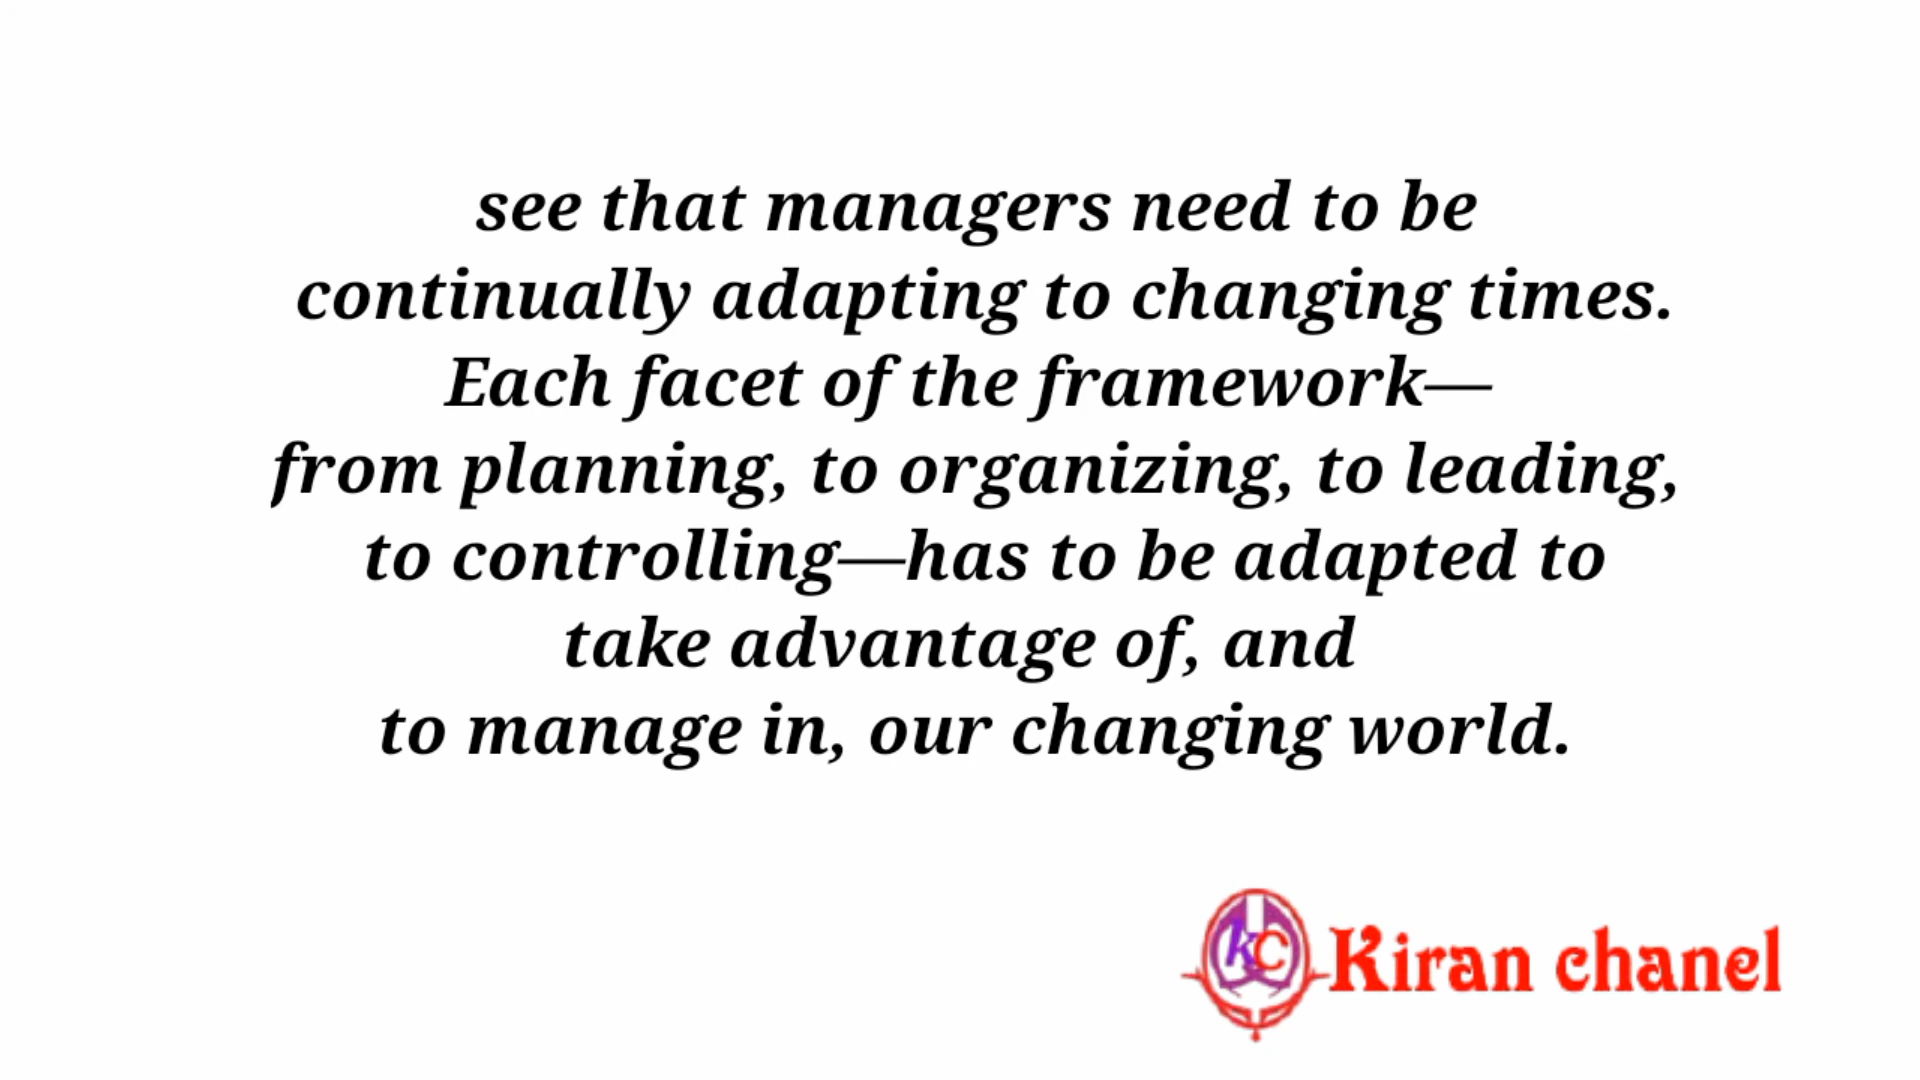 see that managers need to be
continually adapting to changing times.
Each facet of the framework—
from planning, to organizing, to leading,
to controlling—has to be adapted to
take advantage of, and
to manage in, our changing world.
kc Kiran chanel